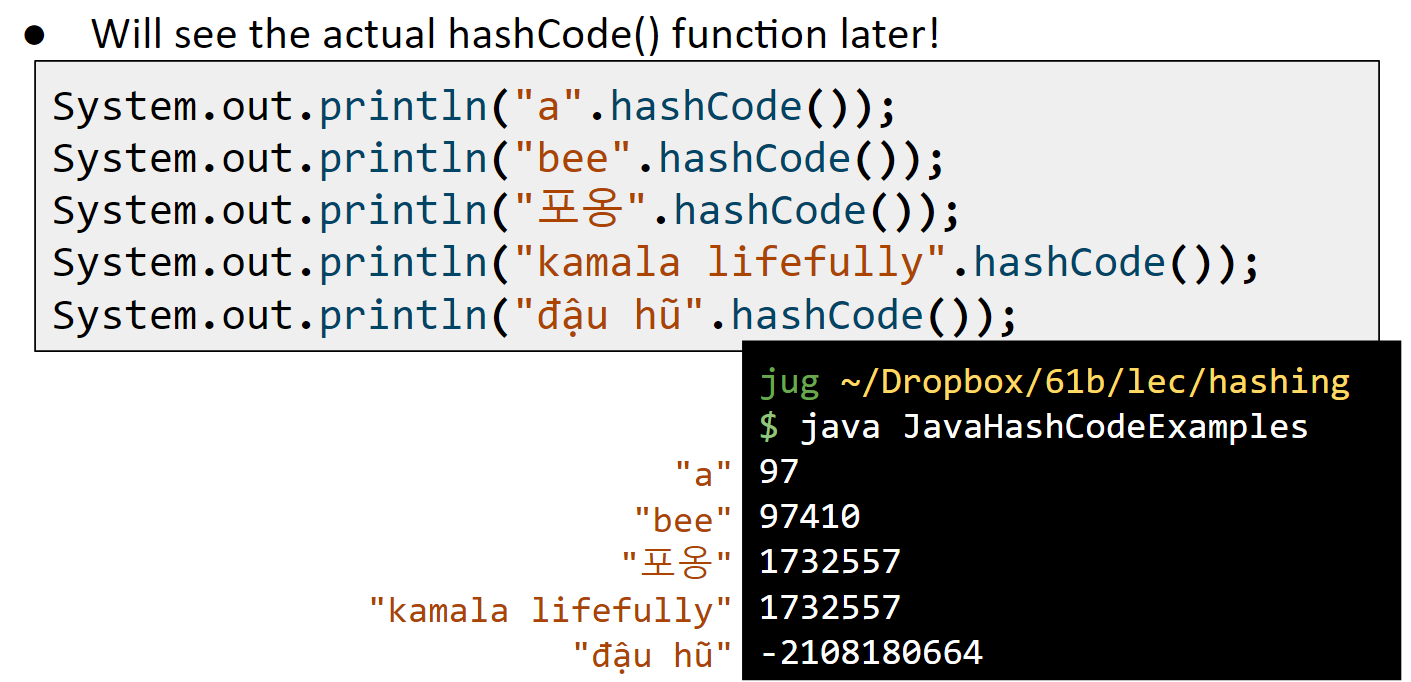 ● Will see the actual hashCode() function later!
System.out.println("a".hashCode());
System.out.println("bee".hashCode());
System.out.println("포옹".hashCode());
System.out.println("kamala lifefully".hashCode());
System.out.println("đậu hũ".hashCode());
jug ~/Dropbox/61b/lec/hashing
$ java JavaHashCodeExamples
"a" 97
"bee" 97410
"포옹" 1732557
"kamala lifefully" 1732557
"đậu hũ" -2108180664